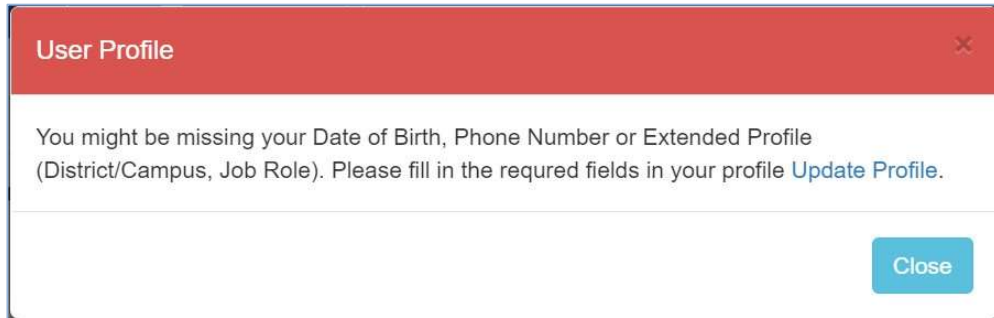 User Profile
×
You might be missing your Date of Birth, Phone Number or Extended Profile
(District/Campus, Job Role). Please fill in the requred fields in your profile Update Profile.
Close